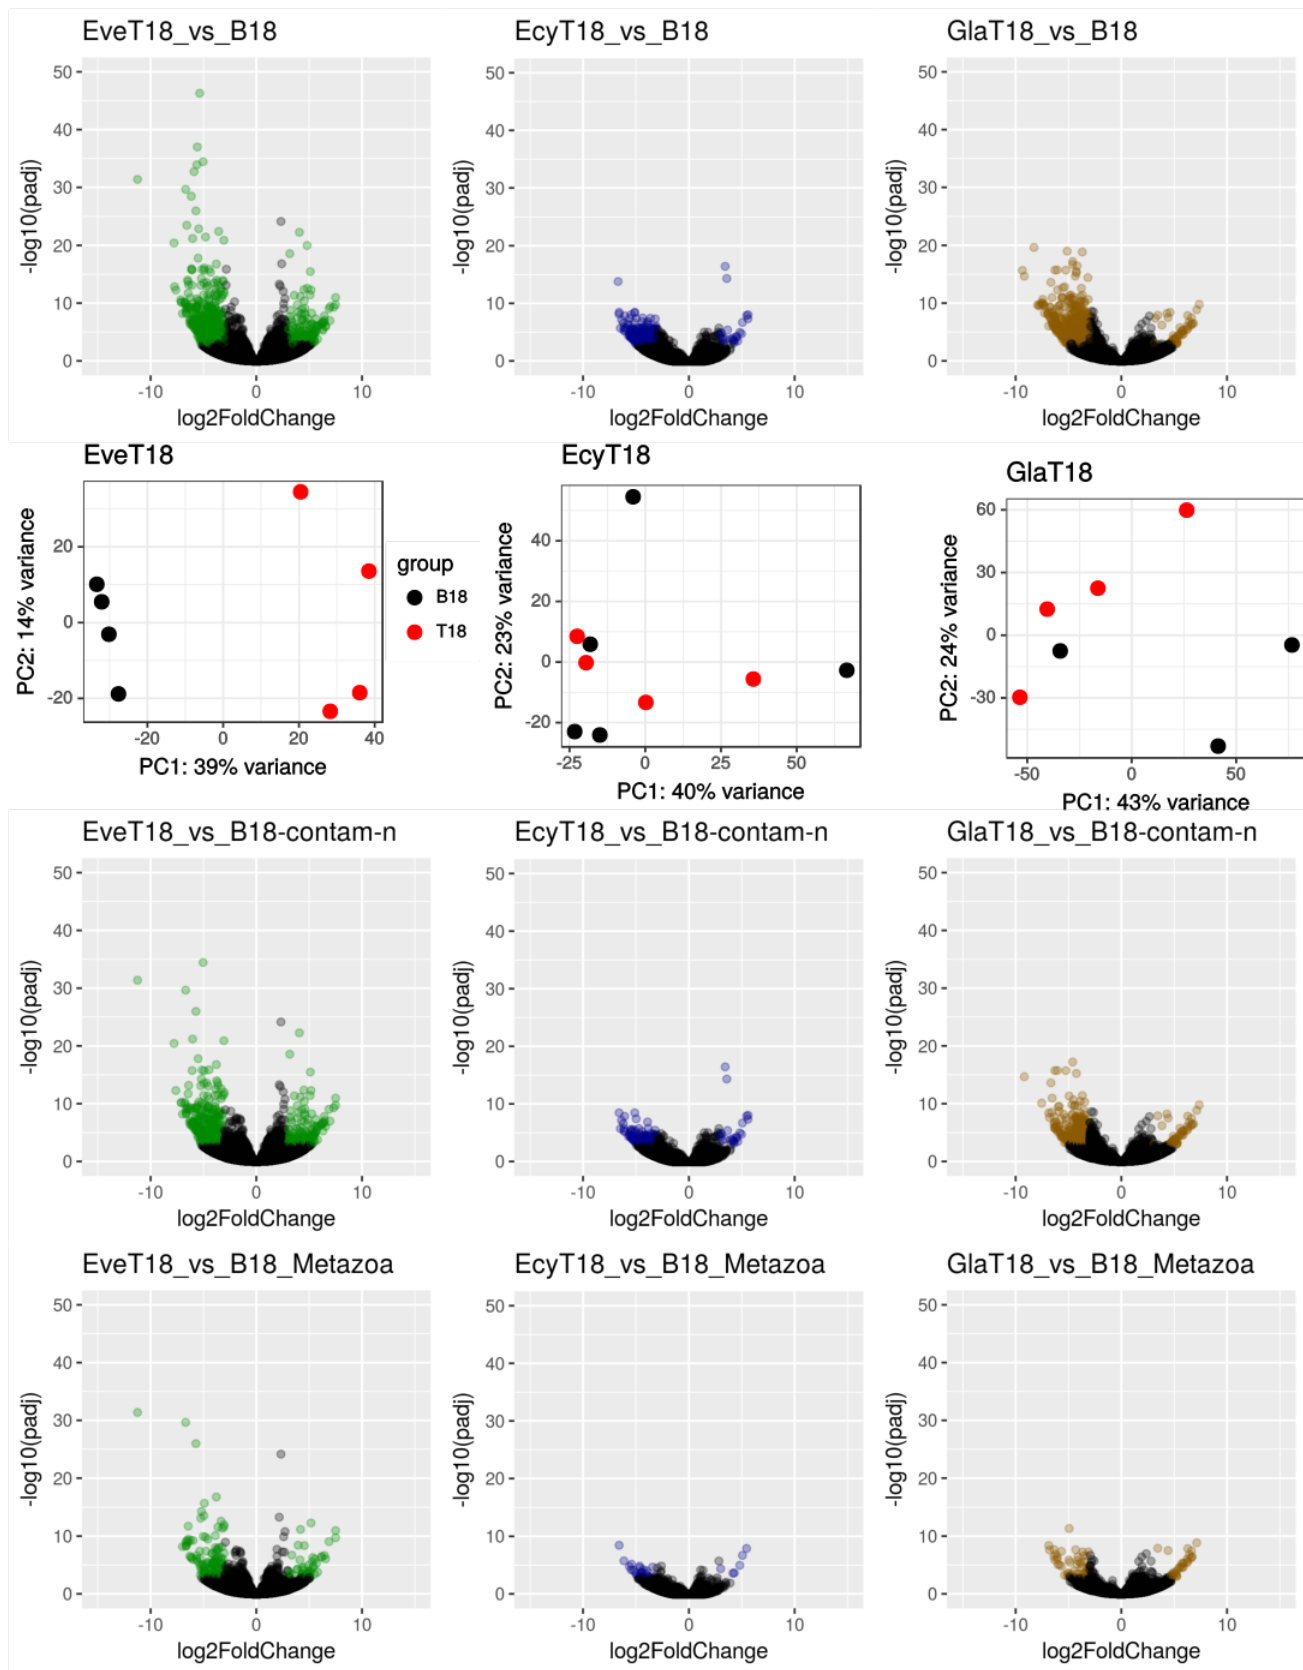 EveT18_vs_B18
EcyT18_vs_B18
GlaT18_vs_B18
50
40
30
20
10
0
-log10(padj)
-10 0 10
log2FoldChange
50
40
30
20
10
0
-log10(padj)
-10 0 10
log2FoldChange
50
40
30
20
10
0
-log10(padj)
-10 0 10
log2FoldChange
EveT18
20
0
-20
PC2: 14% variance
-20 0 20 40
PC1: 39% variance
group
B18
T18
EcyT18
40
20
0
-20
PC2: 23% variance
-25 0 25 50
PC1: 40% variance
GlaT18
60
30
0
-30
PC2: 24% variance
-50 0 50
PC1: 43% variance
EveT18_vs_B18-contam-n
EcyT18_vs_B18-contam-n
GlaT18_vs_B18-contam-n
50
40
30
20
10
0
-log10(padj)
-10 0 10
log2FoldChange
50
40
30
20
10
0
-log10(padj)
-10 0 10
log2FoldChange
50
40
30
20
10
0
-log10(padj)
-10 0 10
log2FoldChange
EveT18_vs_B18_Metazoa
EcyT18_vs_B18_Metazoa
GlaT18_vs_B18_Metazoa
50
40
30
20
10
0
-log10(padj)
-10 0 10
log2FoldChange
50
40
30
20
10
0
-log10(padj)
-10 0 10
log2FoldChange
50
40
30
20
10
0
-log10(padj)
-10 0 10
log2FoldChange